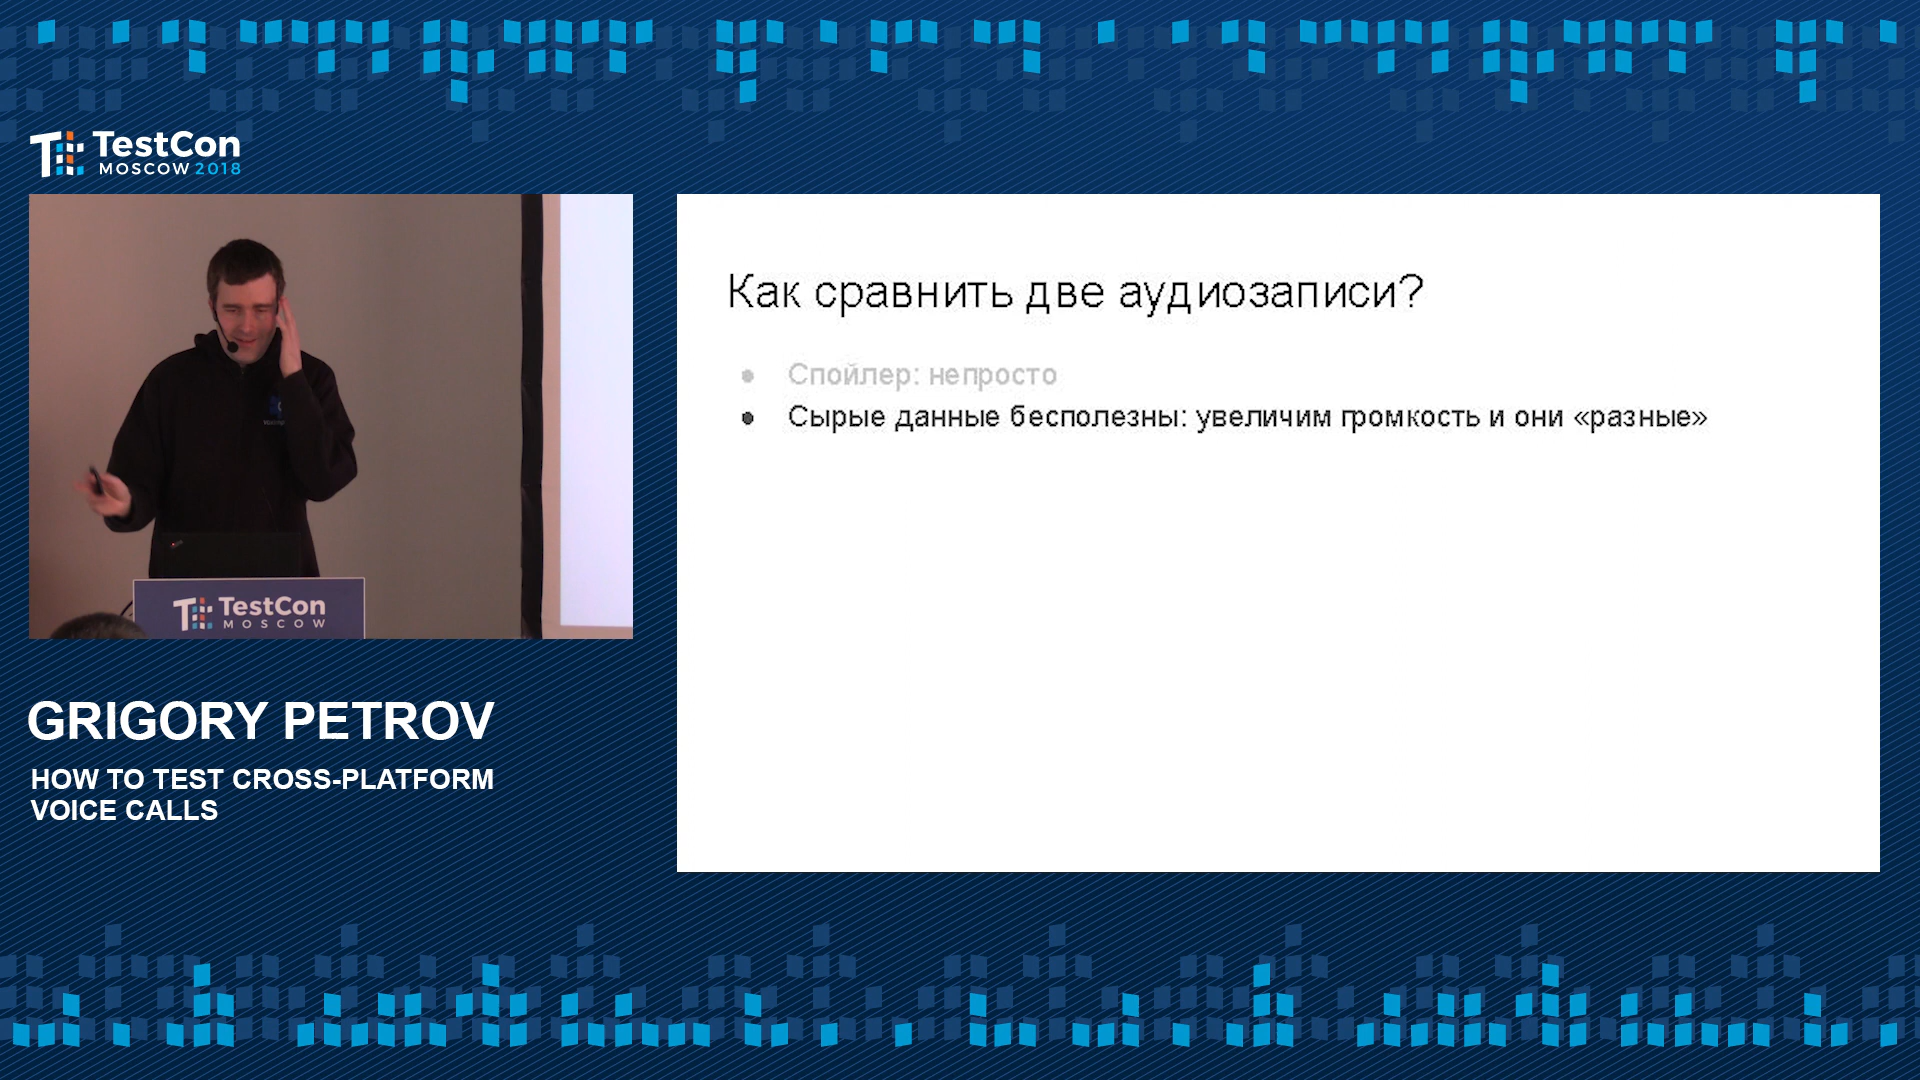 TestCon
MOSCOW 2018
TestCon
MOSCOW
GRIGORY PETROV
HOW TO TEST CROSS-PLATFORM
VOICE CALLS
Как сравнить две аудиозаписи?
Спойлер: непросто
Сырые данные бесполезны: увеличим громкость и они «разные»